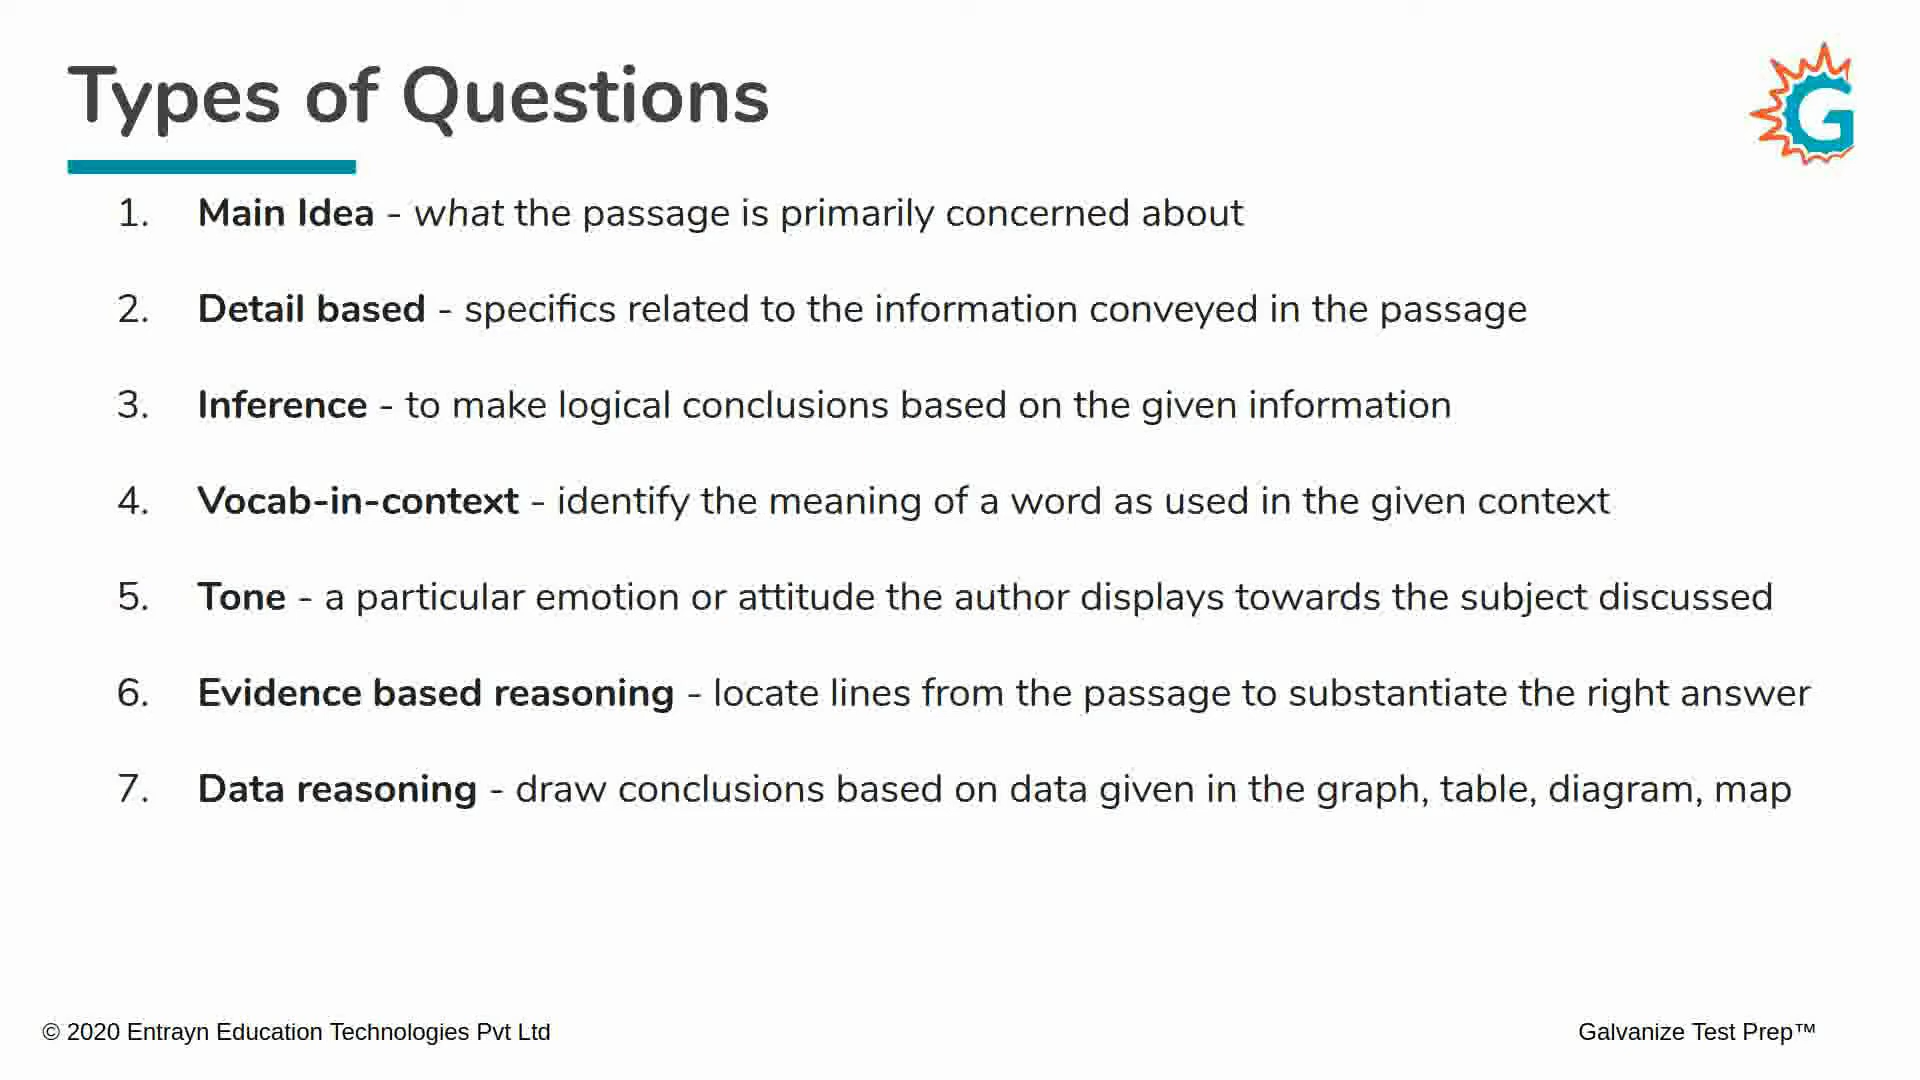 Types of Questions
G
1. Main Idea - what the passage is primarily concerned about
2. Detail based - specifics related to the information conveyed in the passage
3. Inference - to make logical conclusions based on the given information
4. Vocab-in-context - identify the meaning of a word as used in the given context
5. Tone - a particular emotion or attitude the author displays towards the subject discussed
6. Evidence based reasoning - locate lines from the passage to substantiate the right answer
7. Data reasoning - draw conclusions based on data given in the graph, table, diagram, map
© 2020 Entrayn Education Technologies Pvt Ltd
Galvanize Test Prep™